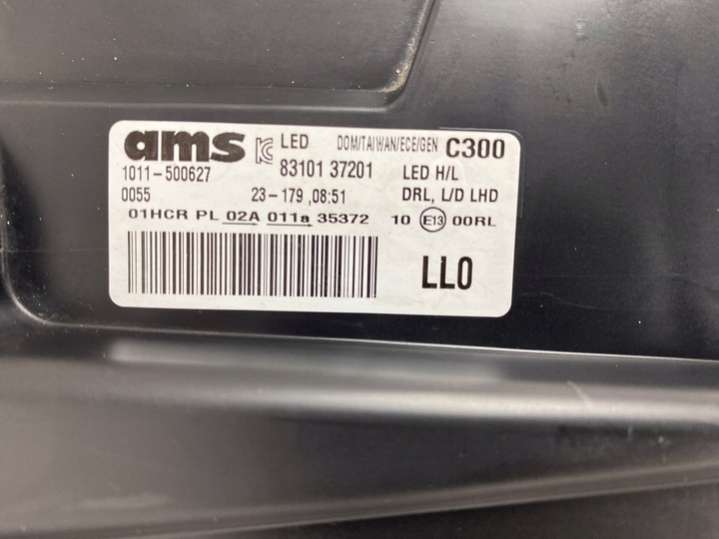 ams LED DOM/TAIWAN/ECE/GEN C300
1011-500627 83101 37201 LED H/L
0055 23-179 ,08:51 DRL, L/D LHD
01HCR PL 02A 011a 35372 10 E13 00RL
LL0